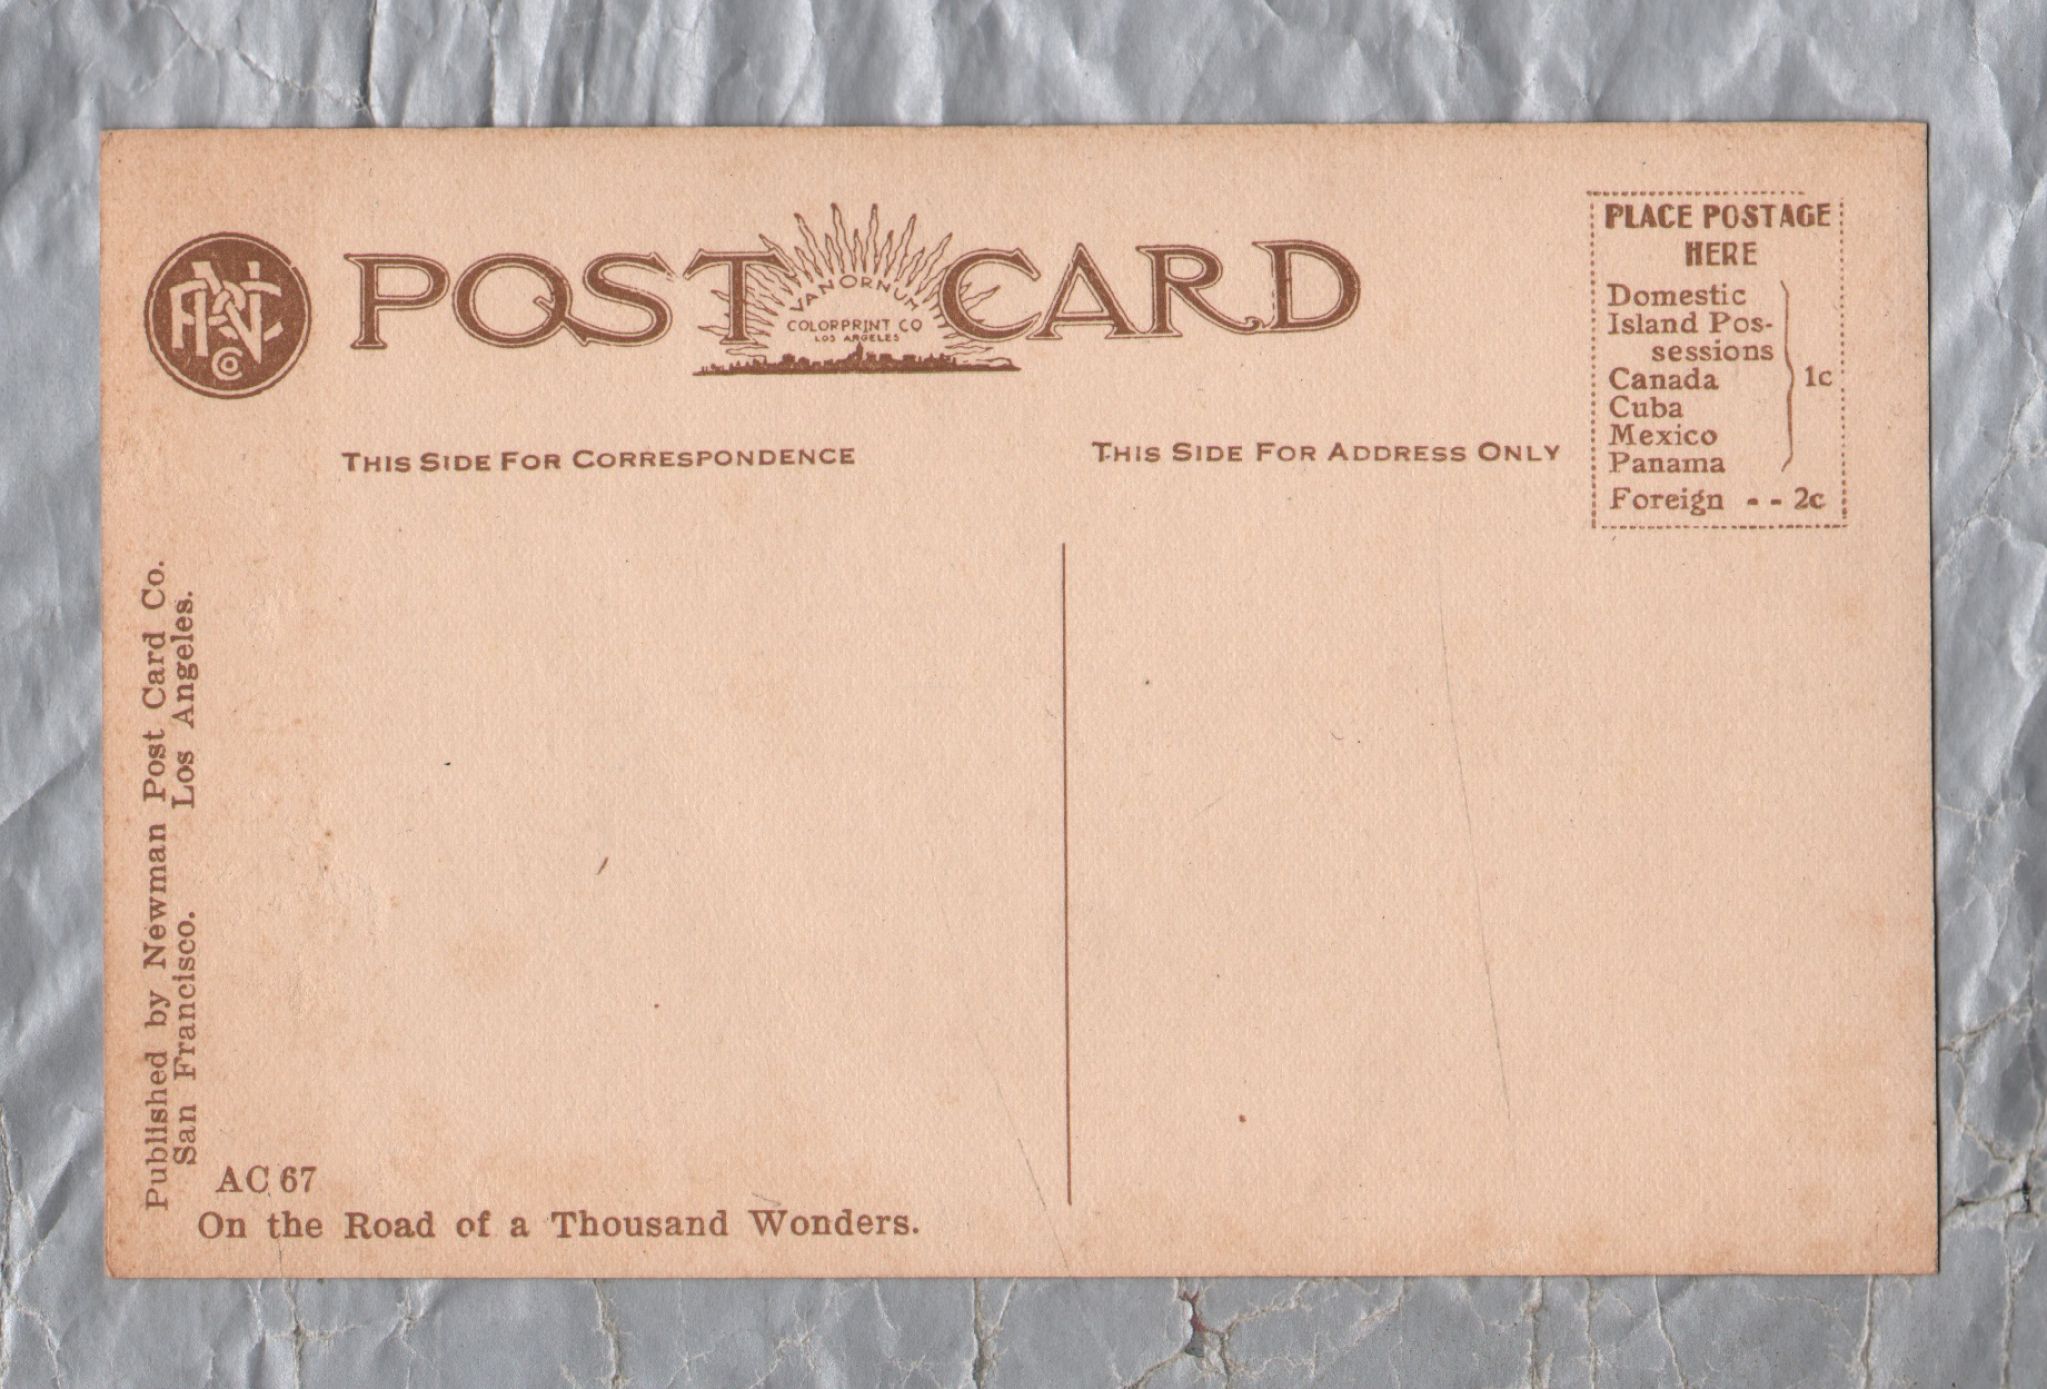 POST CARD
VAN ORNUM
COLORPRINT CO
LOS ANGELES
PLACE POSTAGE
HERE
Domestic
Island Pos-
sessions
Canada
Cuba
Mexico
Panama
1c
Foreign - - 2c
THIS SIDE FOR CORRESPONDENCE
THIS SIDE FOR ADDRESS ONLY
Published by Newman Post Card Co.
San Francisco. Los Angeles.
AC 67
On the Road of a Thousand Wonders.